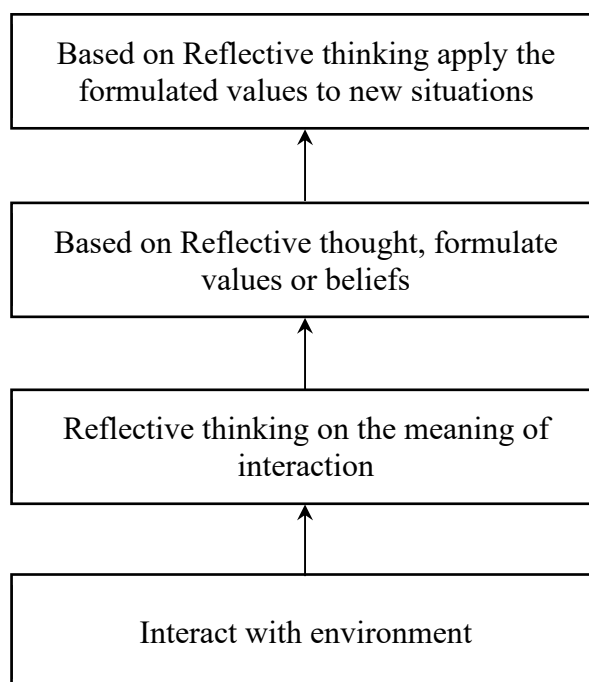 Based on Reflective thinking apply the
formulated values to new situations
Based on Reflective thought, formulate
values or beliefs
Reflective thinking on the meaning of
interaction
Interact with environment